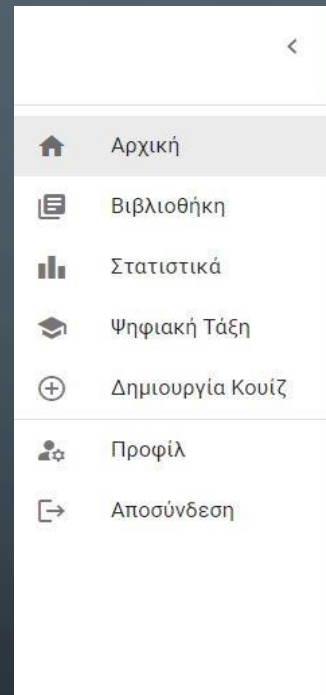 Αρχική
Βιβλιοθήκη
Στατιστικά
Ψηφιακή Τάξη
Δημιουργία Κουίζ
Προφίλ
Αποσύνδεση